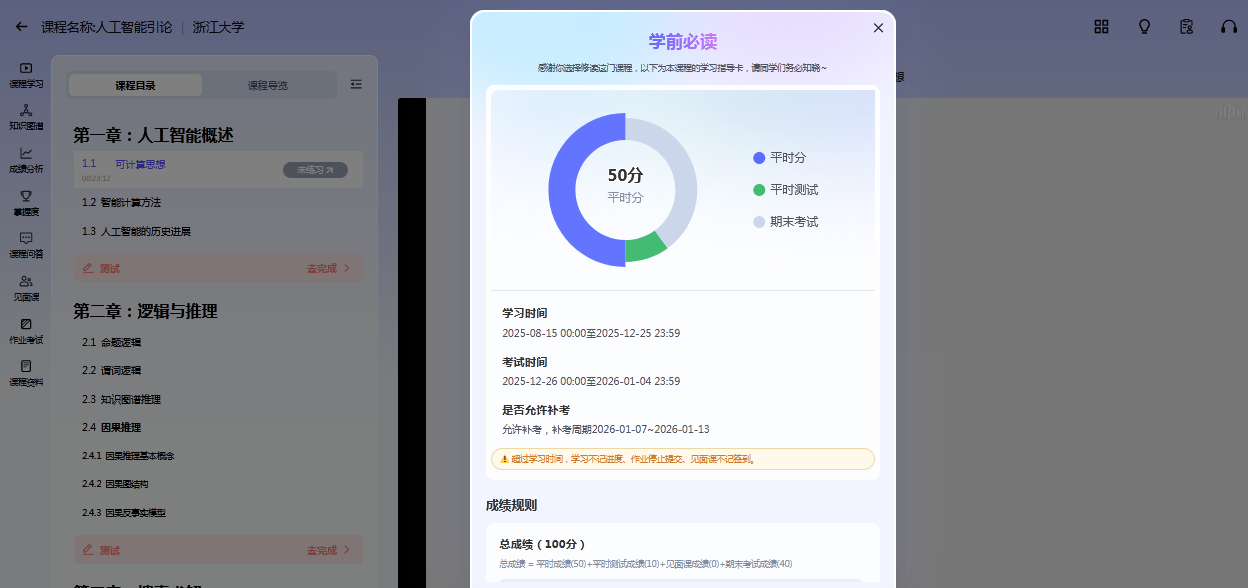 课程名称:人工智能引论 | 浙江大学
课程学习
知识图谱
成绩分析
掌握度
课程问答
见面课
作业考试
课程资料
课程目录
课程导览
第一章：人工智能概述
1.1 可计算思想
00:23:12
未练习
1.2 智能计算方法
1.3 人工智能的历史进展
测试
去完成
第二章：逻辑与推理
2.1 命题逻辑
2.2 谓词逻辑
2.3 知识图谱推理
2.4 因果推理
2.4.1 因果推理基本概念
2.4.2 因果图结构
2.4.3 因果反事实模型
测试
去完成
学前必读
感谢你选择修读这门课程，以下为本课程的学习指导卡，请同学们务必知晓～
50分
平时分
平时分
平时测试
期末考试
学习时间
2025-08-15 00:00至2025-12-25 23:59
考试时间
2025-12-26 00:00至2026-01-04 23:59
是否允许补考
允许补考，补考周期2026-01-07~2026-01-13
超过学习时间，学习不记进度、作业停止提交、见面课不记签到。
成绩规则
总成绩（100分）
总成绩 = 平时成绩(50)+平时测试成绩(10)+见面课成绩(0)+期末考试成绩(40)
想